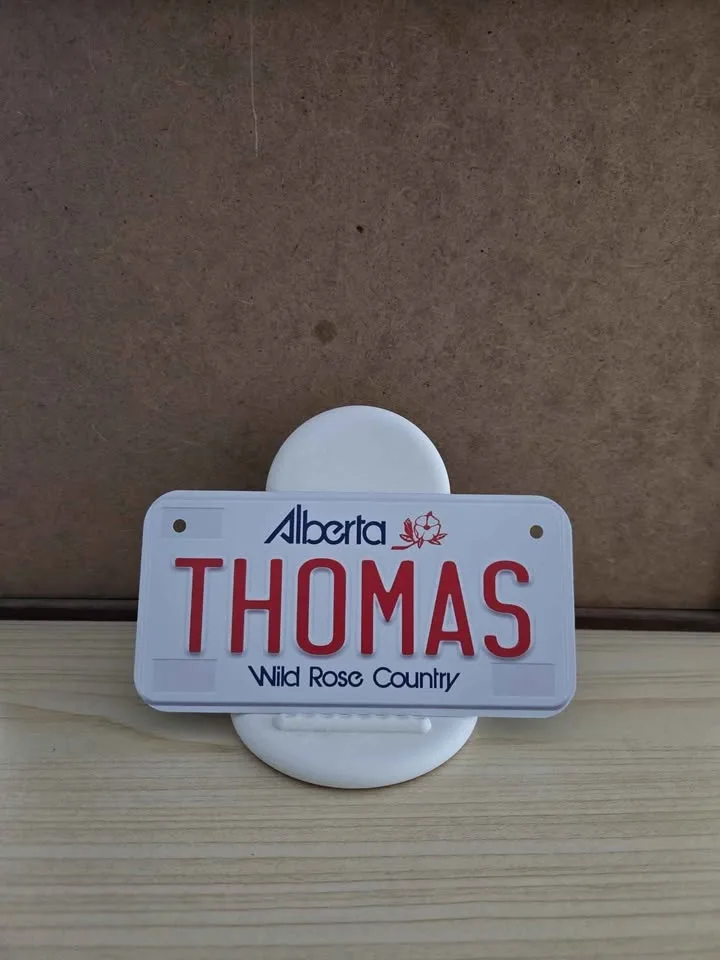 Alberta
THOMAS
Wild Rose Country